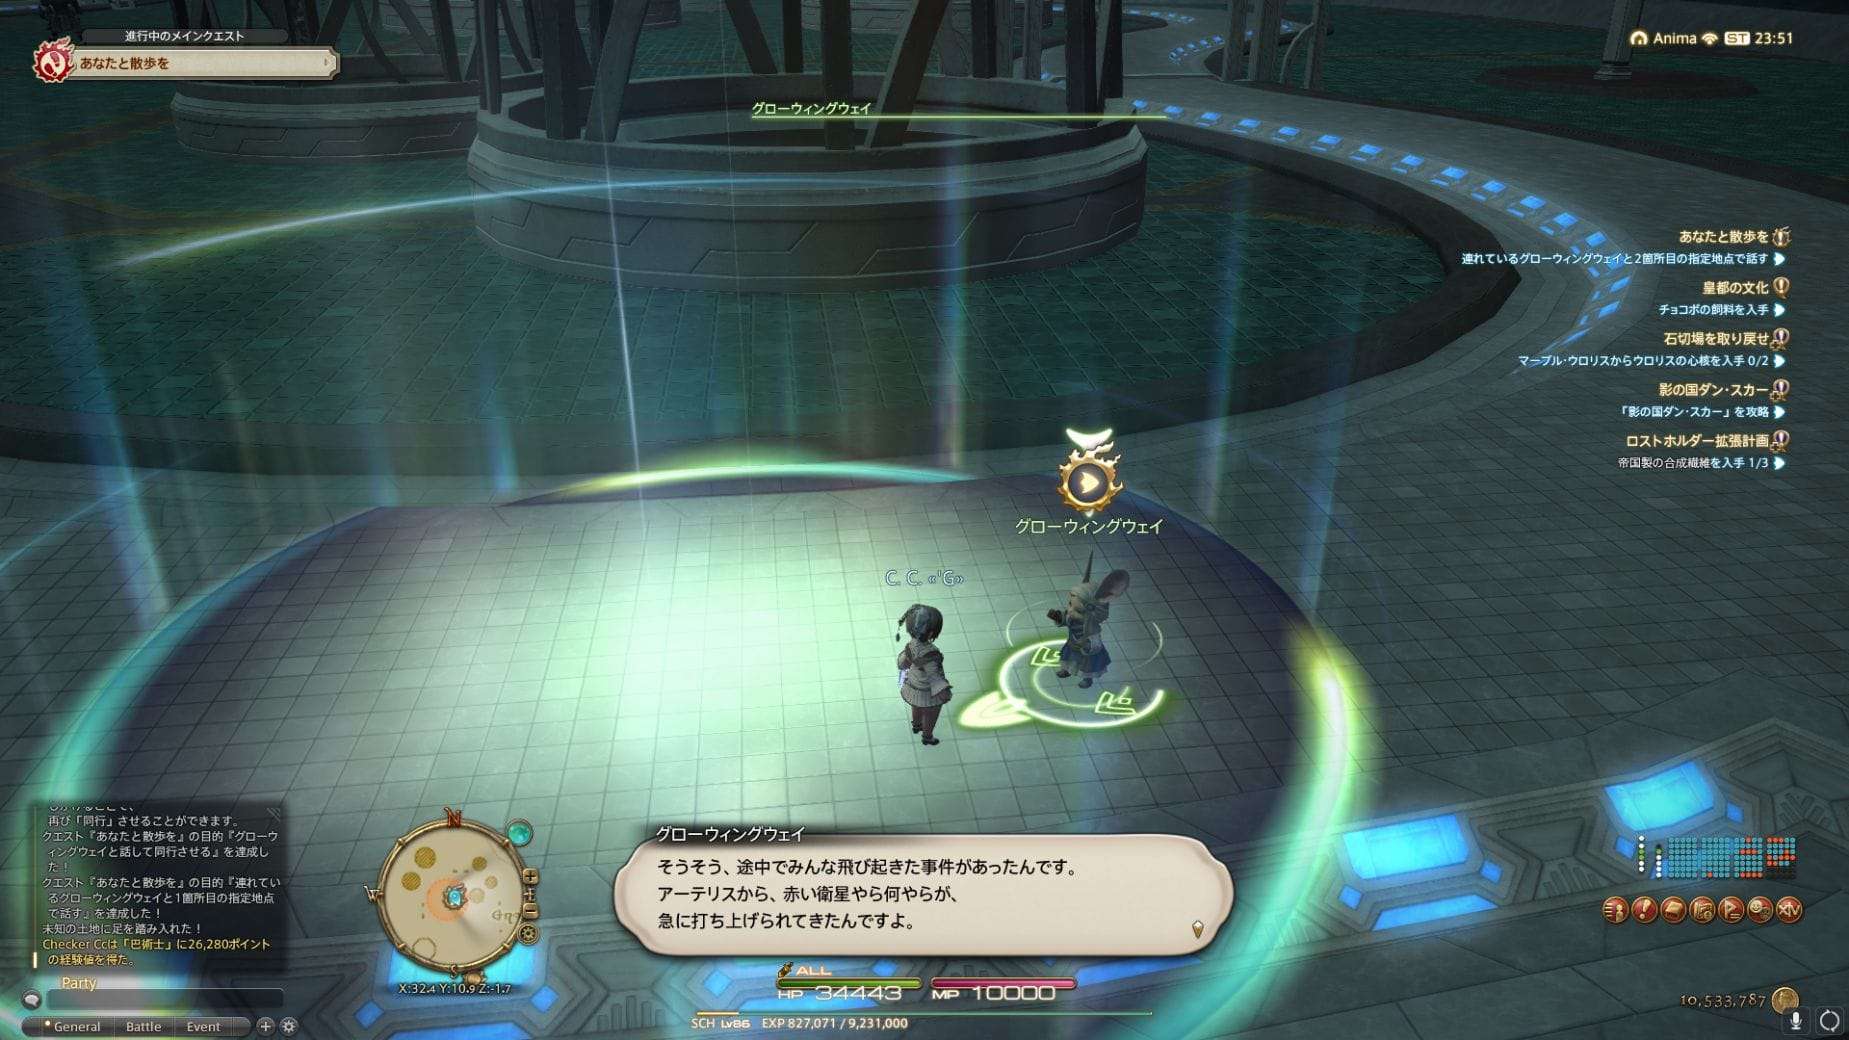 進行中のメインクエスト
あなたと散歩を
Anima ST 23:51
グローウィングウェイ
あなたと散歩を
連れているグローウィングウェイと2箇所目の指定地点で話す
皇都の文化
チョコボの飼料を入手
石切場を取り戻せ
マーブル・ウロリスからウロリスの心核を入手 0/2
影の国ダン・スカー
「影の国ダン・スカー」を攻略
ロストホルダー拡張計画
帝国製の合成繊維を入手 1/3
グローウィングウェイ
C. C. «'G»
再び「同行」させることができます。
クエスト『あなたと散歩を』の目的『グローウ
ィングウェイと話して同行させる』を達成し
た！
クエスト『あなたと散歩を』の目的『連れてい
るグローウィングウェイと1箇所目の指定地点
で話す』を達成した！
未知の土地に足を踏み入れた！
Checker Ccは「巴術士」に26,280ポイント
の経験値を得た。
Party
General Battle Event
N
W
S
X:32.4 Y:10.9 Z:-1.7
グローウィングウェイ
そうそう、途中でみんな飛び起きた事件があったんです。
アーテリスから、赤い衛星やら何やらが、
急に打ち上げられてきたんですよ。
ALL
HP 34443 MP 10000
SCH Lv86 EXP 827,071 / 9,231,000
10,533,787
XIV